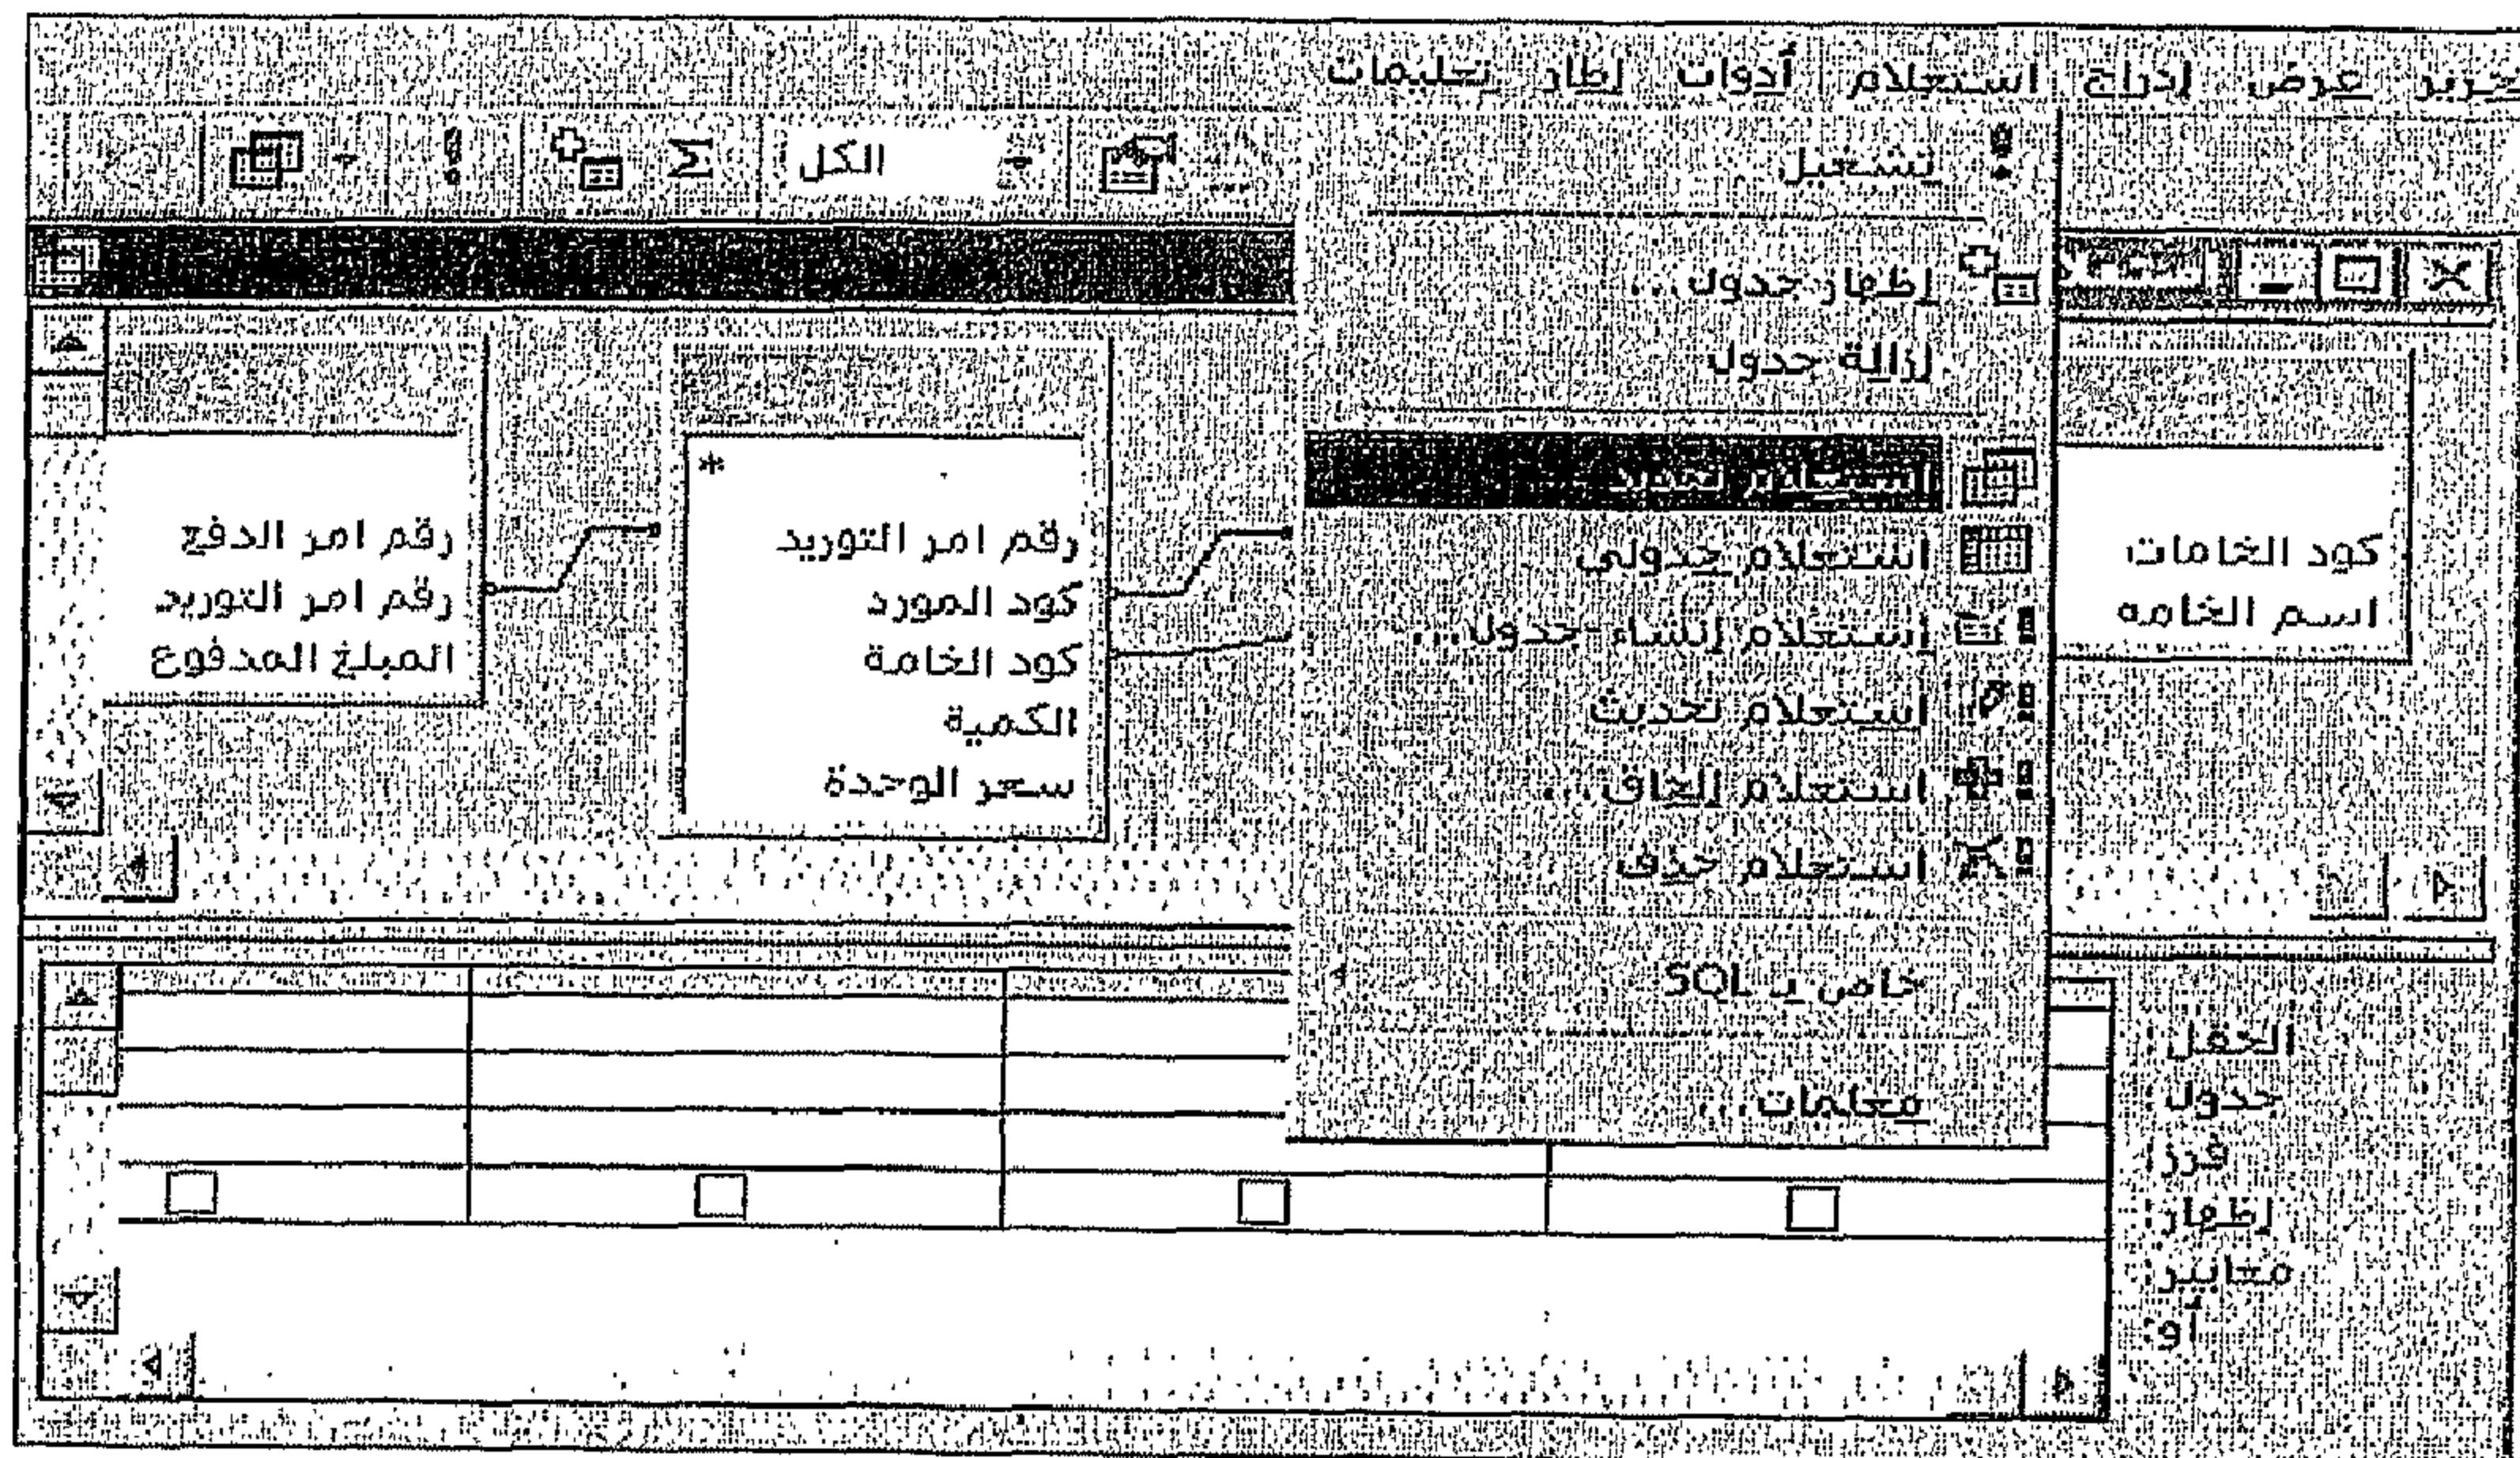 تحرير عرض إدراج استعلام أدوات إطار تعليمات
الكل
تشغيل
إظهار جدول...
إزالة جدول
استعلام تحديد
استعلام جدولي
استعلام إنشاء جدول...
استعلام تحديث
استعلام إلحاق...
استعلام حذف
خاص بـ SQL
معلمات...
كود الخامات
اسم الخامه
*
رقم امر التوريد
كود المورد
كود الخامة
الكمية
سعر الوحدة
رقم امر الدفع
رقم امر التوريد
المبلغ المدفوع
الحقل:
جدول:
فرز:
إظهار:
معايير:
أو: